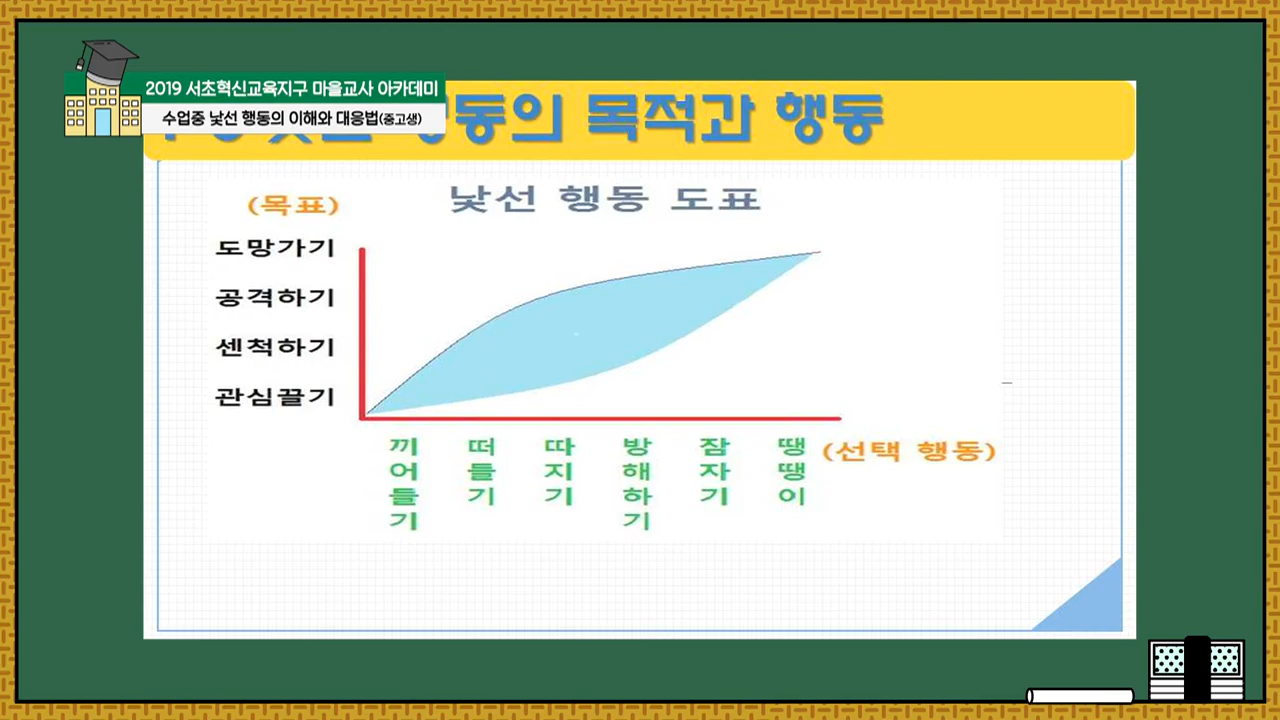 2019 서초혁신교육지구 마을교사 아카데미
수업중 낯선 행동의 이해와 대응법(중고생)
행동의 목적과 행동
낯선 행동 도표
(목표)
도망가기
공격하기
센척하기
관심끌기
끼어들기
떠들기
따지기
방해하기
잠자기
땡땡이
(선택 행동)